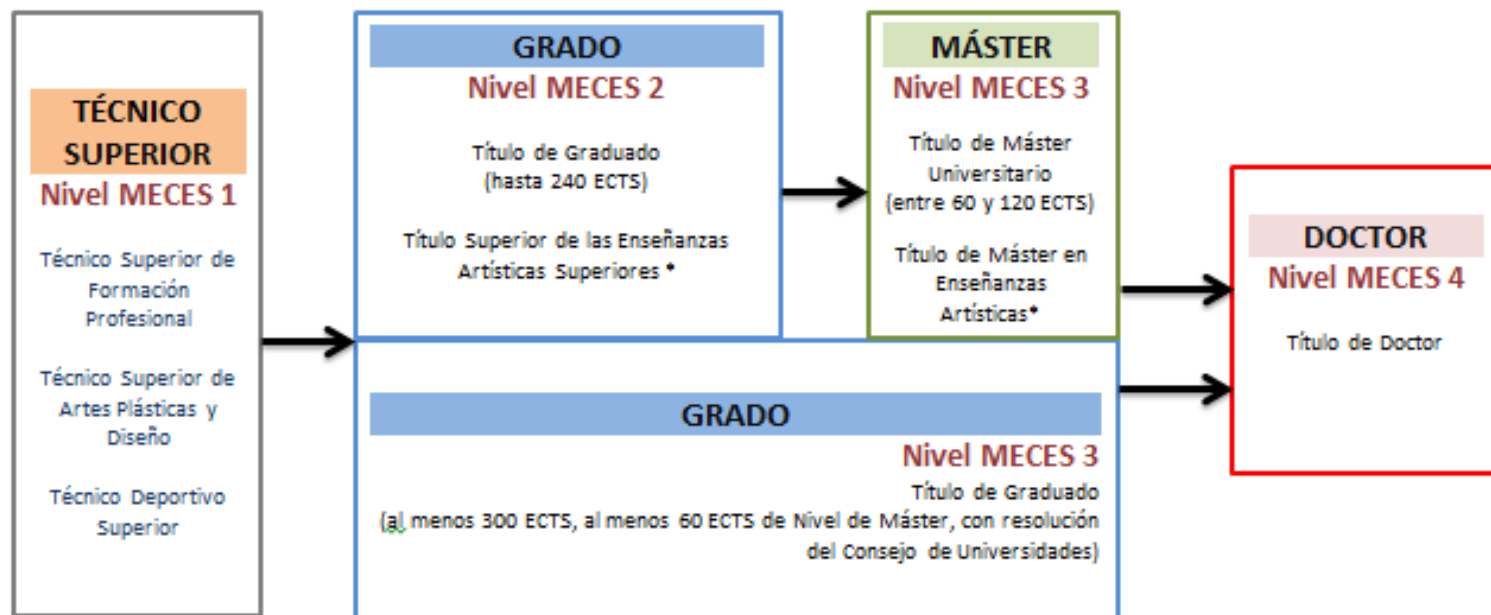 TÉCNICO
SUPERIOR
Nivel MECES 1
Técnico Superior de
Formación
Profesional
Técnico Superior de
Artes Plásticas y
Diseño
Técnico Deportivo
Superior
GRADO
Nivel MECES 2
Título de Graduado
(hasta 240 ECTS)
Título Superior de las Enseñanzas
Artísticas Superiores *
MÁSTER
Nivel MECES 3
Título de Máster
Universitario
(entre 60 y 120 ECTS)
Título de Máster en
Enseñanzas
Artísticas*
GRADO
Nivel MECES 3
Título de Graduado
(al menos 300 ECTS, al menos 60 ECTS de Nivel de Máster, con resolución
del Consejo de Universidades)
DOCTOR
Nivel MECES 4
Título de Doctor